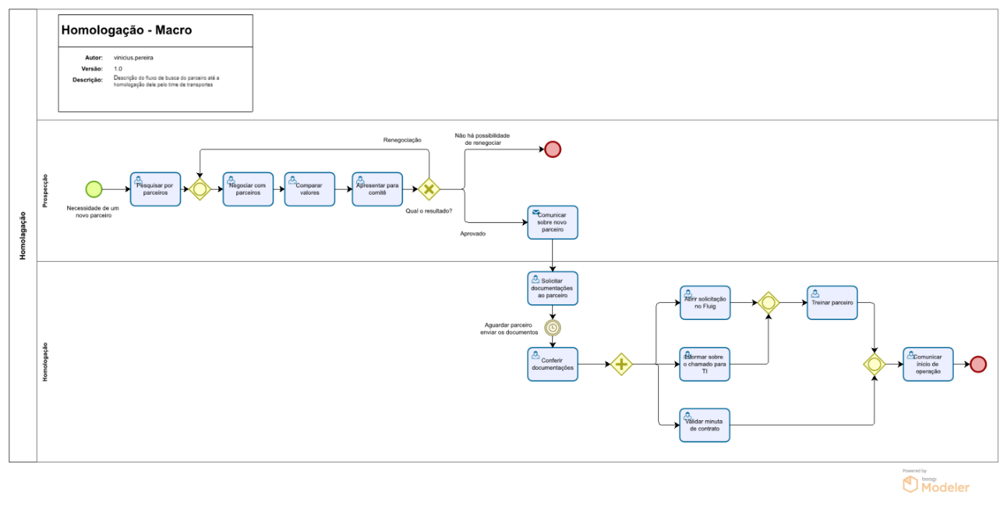 Homologação - Macro
Autor: vinicius.pereira
Versão: 1.0
Descrição: Descrição do fluxo de busca do parceiro até a
homologação dele pelo time de transportes
Homolagação
Prospecção
Necessidade de um
novo parceiro
Pesquisar por
parceiros
Negociar com
parceiros
Comparar
valores
Apresentar para
comitê
Renegociação
Qual o resultado?
Não há possibilidade
de renegociar
Aprovado
Comunicar
sobre novo
parceiro
Homologação
Solicitar
documentações
ao parceiro
Aguardar parceiro
enviar os documentos
Conferir
documentações
Abrir solicitação
no Fluig
Informar sobre
o chamado para
TI
Validar minuta
de contrato
Treinar parceiro
Comunicar
inicio de
operação
Powered by
bizagi
Modeler